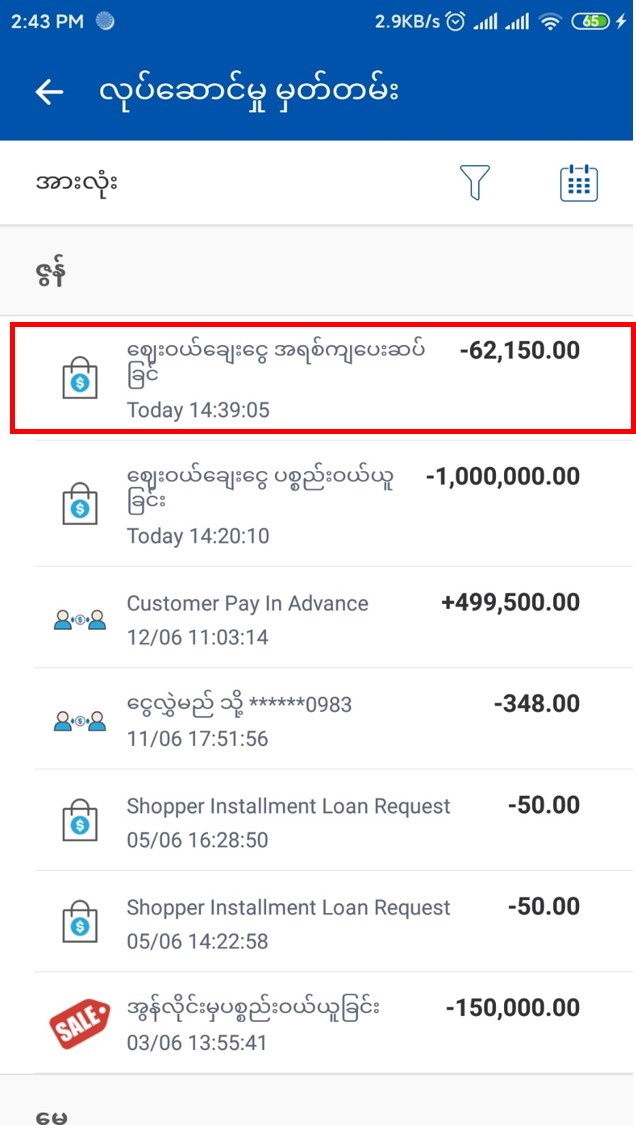 2:43 PM 2.9KB/s 65
လုပ်ဆောင်မှု မှတ်တမ်း
အားလုံး
ဇွန်
ဈေးဝယ်ချေးငွေ အရစ်ကျပေးဆပ် -62,150.00
ခြင်
Today 14:39:05
ဈေးဝယ်ချေးငွေ ပစ္စည်းဝယ်ယူ -1,000,000.00
ခြင်း
Today 14:20:10
Customer Pay In Advance +499,500.00
12/06 11:03:14
ငွေလွှဲမည် သို့ ******0983 -348.00
11/06 17:51:56
Shopper Installment Loan Request -50.00
05/06 16:28:50
Shopper Installment Loan Request -50.00
05/06 14:22:58
SALE အွန်လိုင်းမှပစ္စည်းဝယ်ယူခြင်း -150,000.00
03/06 13:55:41
မေ